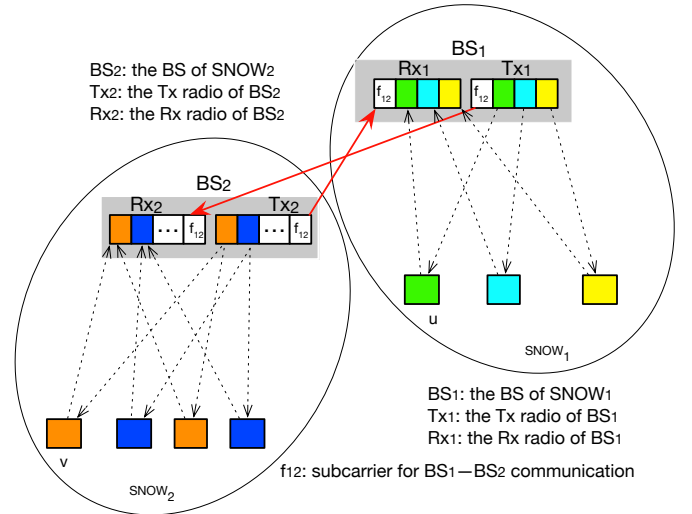 BS1
Rx1 Tx1
f12 f12
BS2: the BS of SNOW2
Tx2: the Tx radio of BS2
Rx2: the Rx radio of BS2
BS2
Rx2 Tx2
... f12 ... f12
u
SNOW1
v
SNOW2
BS1: the BS of SNOW1
Tx1: the Tx radio of BS1
Rx1: the Rx radio of BS1
f12: subcarrier for BS1—BS2 communication